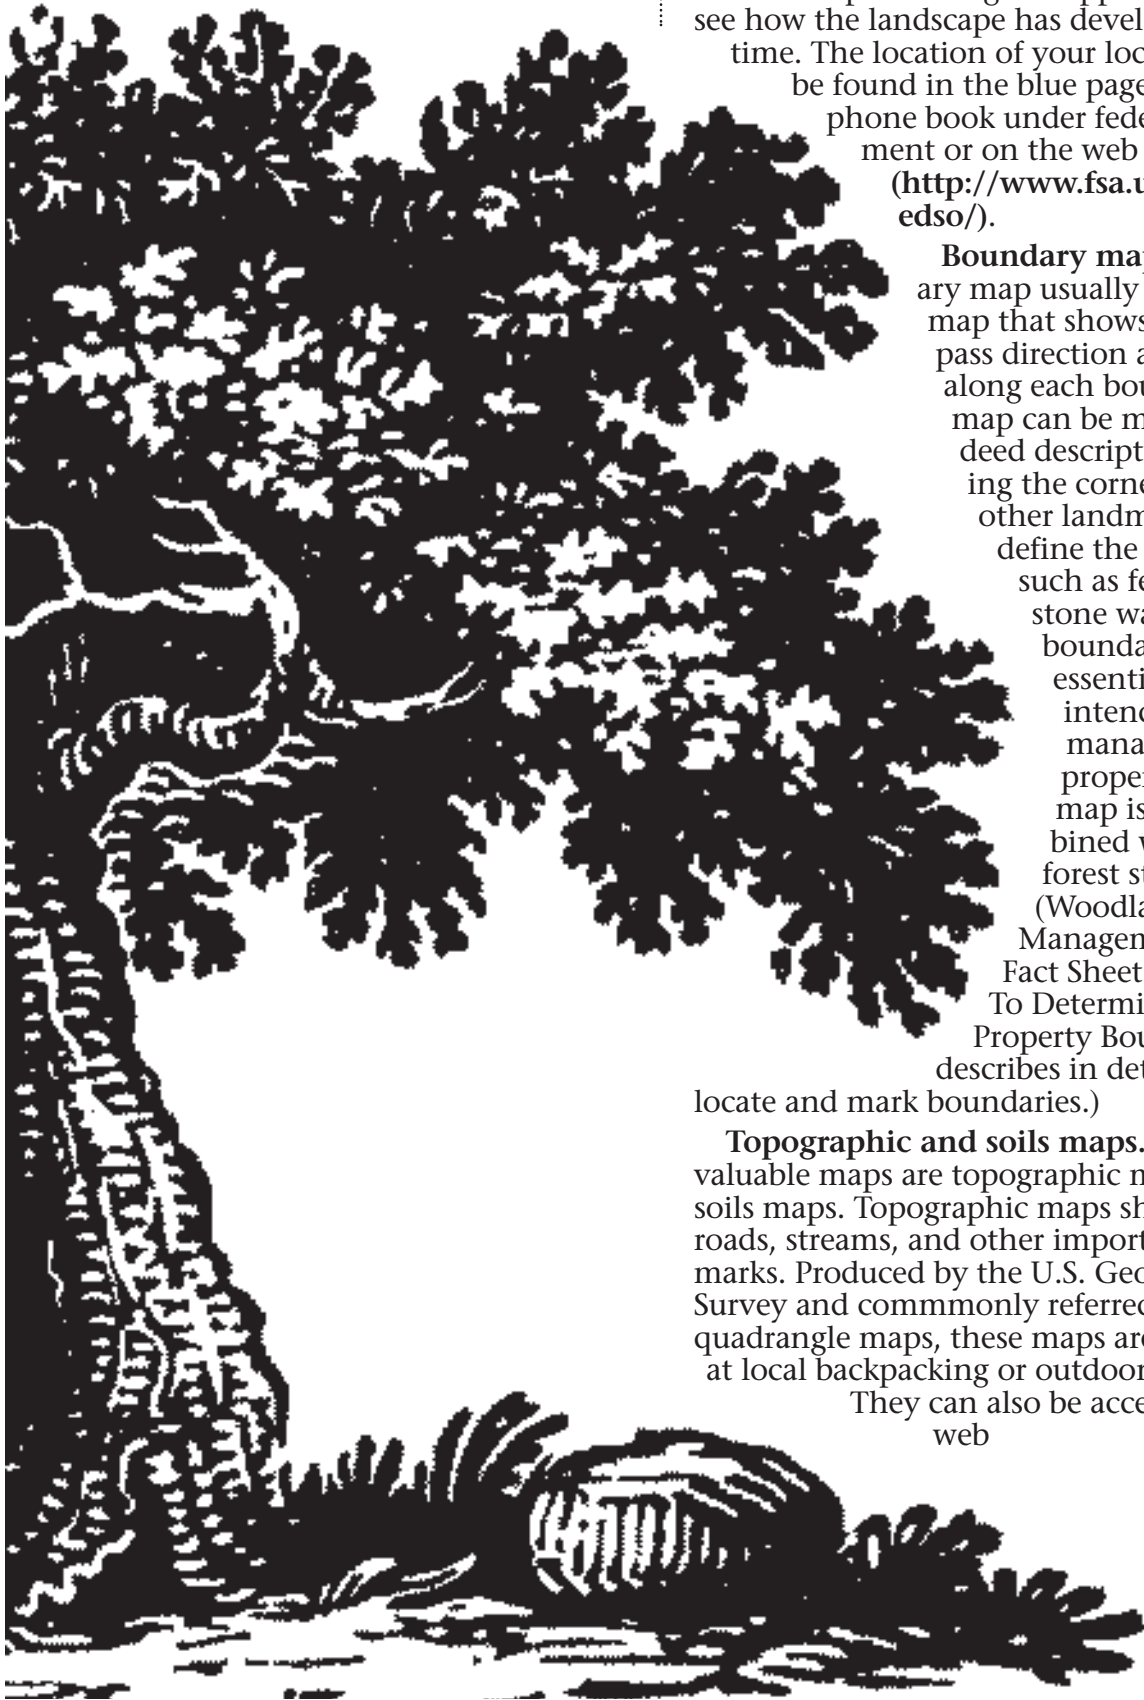 see how the landscape has devel
time. The location of your loc
be found in the blue page
phone book under fede
ment or on the web
(http://www.fsa.u
edso/).
Boundary map
ary map usually
map that shows
pass direction a
along each bou
map can be m
deed descript
ing the corne
other landm
define the
such as fe
stone wa
bounda
essenti
intend
mana
proper
map is
bined w
forest st
(Woodla
Managem
Fact Sheet
To Determi
Property Bou
describes in det
locate and mark boundaries.)
Topographic and soils maps.
valuable maps are topographic m
soils maps. Topographic maps sh
roads, streams, and other import
marks. Produced by the U.S. Geo
Survey and commmonly referred
quadrangle maps, these maps are
at local backpacking or outdoor
They can also be acce
web